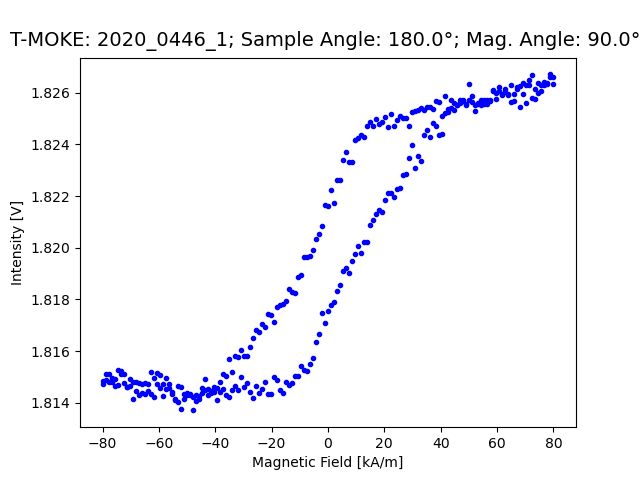 T-MOKE: 2020_0446_1; Sample Angle: 180.0°; Mag. Angle: 90.0°
1.826
1.824
1.822
1.820
1.818
1.816
1.814
Intensity [V]
−80 −60 −40 −20 0 20 40 60 80
Magnetic Field [kA/m]